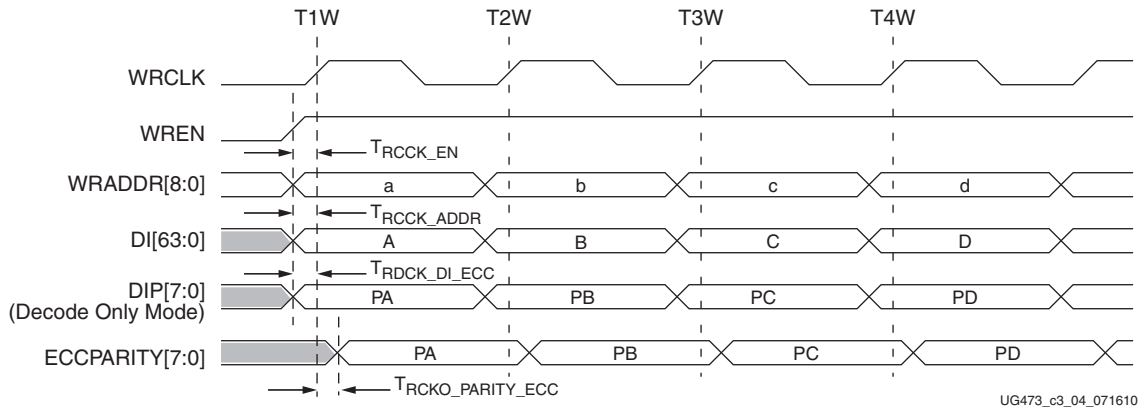 T1W T2W T3W T4W
WRCLK
WREN
TRCCK_EN
WRADDR[8:0] a b c d
TRCCK_ADDR
DI[63:0] A B C D
TRDCK_DI_ECC
DIP[7:0] PA PB PC PD
(Decode Only Mode)
ECCPARITY[7:0] PA PB PC PD
TRCKO_PARITY_ECC
UG473_c3_04_071610